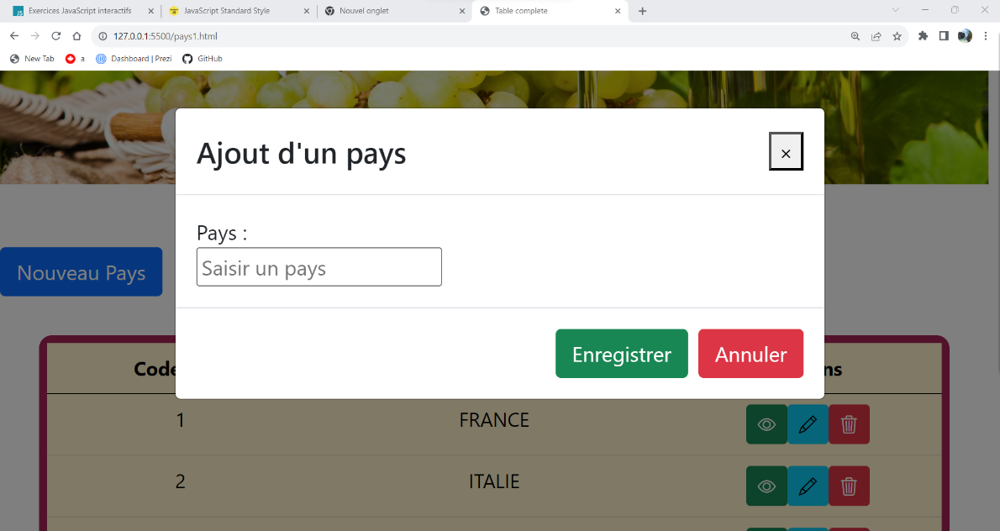 Exercices JavaScript interactifs
JavaScript Standard Style
Nouvel onglet
Table complete
127.0.0.1:5500/pays1.html
New Tab
a
Dashboard | Prezi
GitHub
Ajout d'un pays
×
Pays :
Saisir un pays
Nouveau Pays
Enregistrer Annuler
Code ns
1 FRANCE
2 ITALIE